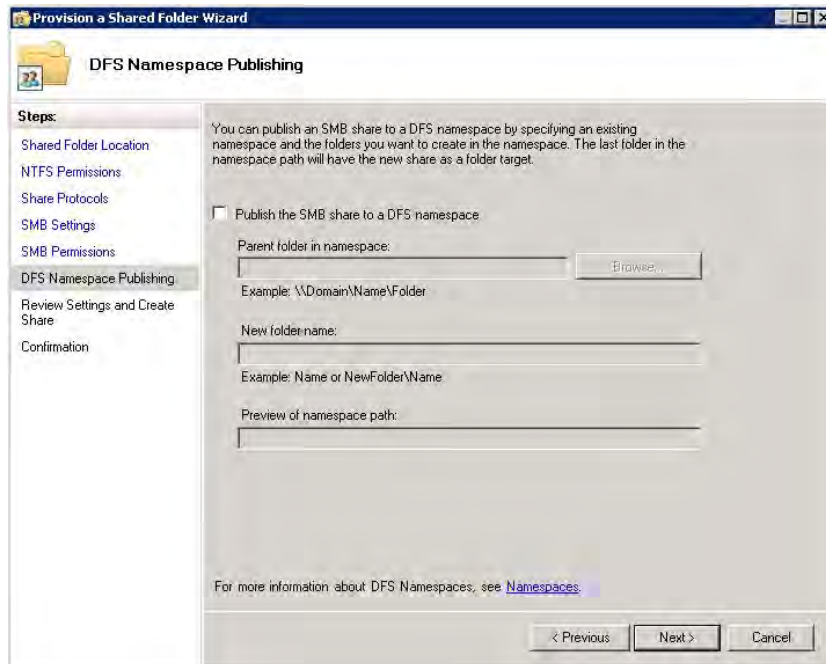 Provision a Shared Folder Wizard
DFS Namespace Publishing
Steps:
Shared Folder Location
NTFS Permissions
Share Protocols
SMB Settings
SMB Permissions
DFS Namespace Publishing
Review Settings and Create
Share
Confirmation
You can publish an SMB share to a DFS namespace by specifying an existing
namespace and the folders you want to create in the namespace. The last folder in the
namespace path will have the new share as a folder target.
Publish the SMB share to a DFS namespace
Parent folder in namespace:
Browse...
Example: \\Domain\Name\Folder
New folder name:
Example: Name or NewFolder\Name
Preview of namespace path:
For more information about DFS Namespaces, see Namespaces.
< Previous
Next >
Cancel